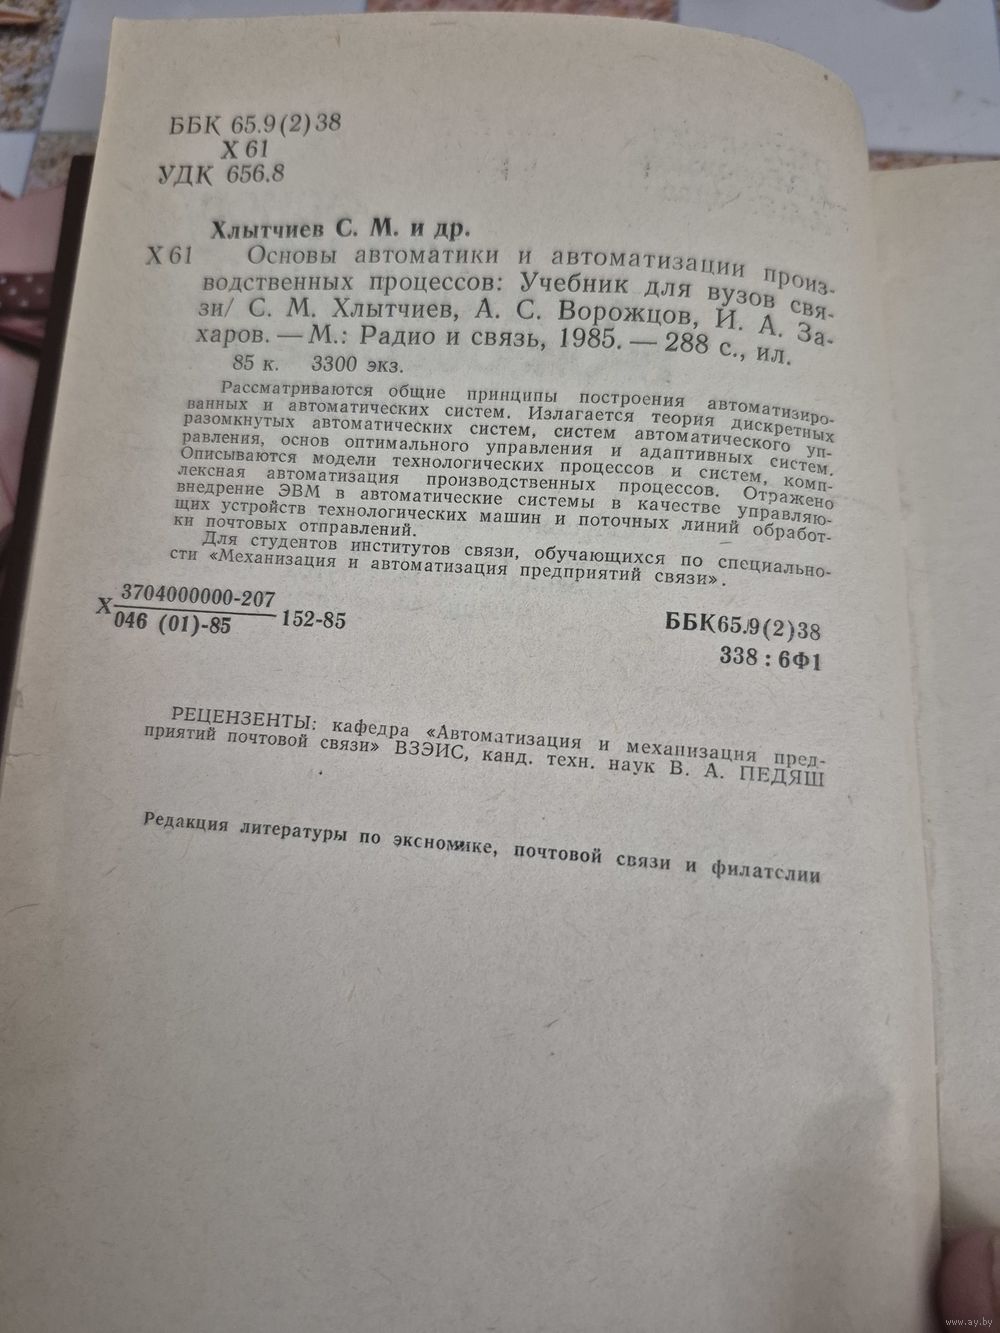 ББК 65.9(2)38
Х 61
УДК 656.8
Хлытчиев С. М. и др.
Х 61 Основы автоматики и автоматизации произ-
водственных процессов: Учебник для вузов свя-
зи/ С. М. Хлытчиев, А. С. Ворожцов, И. А. За-
харов. — М.: Радио и связь, 1985. — 288 с., ил.
85 к. 3300 экз.
Рассматриваются общие принципы построения автоматизиро-
ванных и автоматических систем. Излагается теория дискретных
разомкнутых автоматических систем, систем автоматического уп-
равления, основ оптимального управления и адаптивных систем.
Описываются модели технологических процессов и систем, комп-
лексная автоматизация производственных процессов. Отражено
внедрение ЭВМ в автоматические системы в качестве управляю-
щих устройств технологических машин и поточных линий обработ-
ки почтовых отправлений.
Для студентов институтов связи, обучающихся по специально-
сти «Механизация и автоматизация предприятий связи».
Х 3704000000-207
046 (01)-85 152-85
ББК65.9(2)38
338 : 6Ф1
РЕЦЕНЗЕНТЫ: кафедра «Автоматизация и механизация пред-
приятий почтовой связи» ВЗЭИС, канд. техн. наук В. А. ПЕДЯШ
Редакция литературы по эксномике, почтовой связи и филателии
www.ay.by